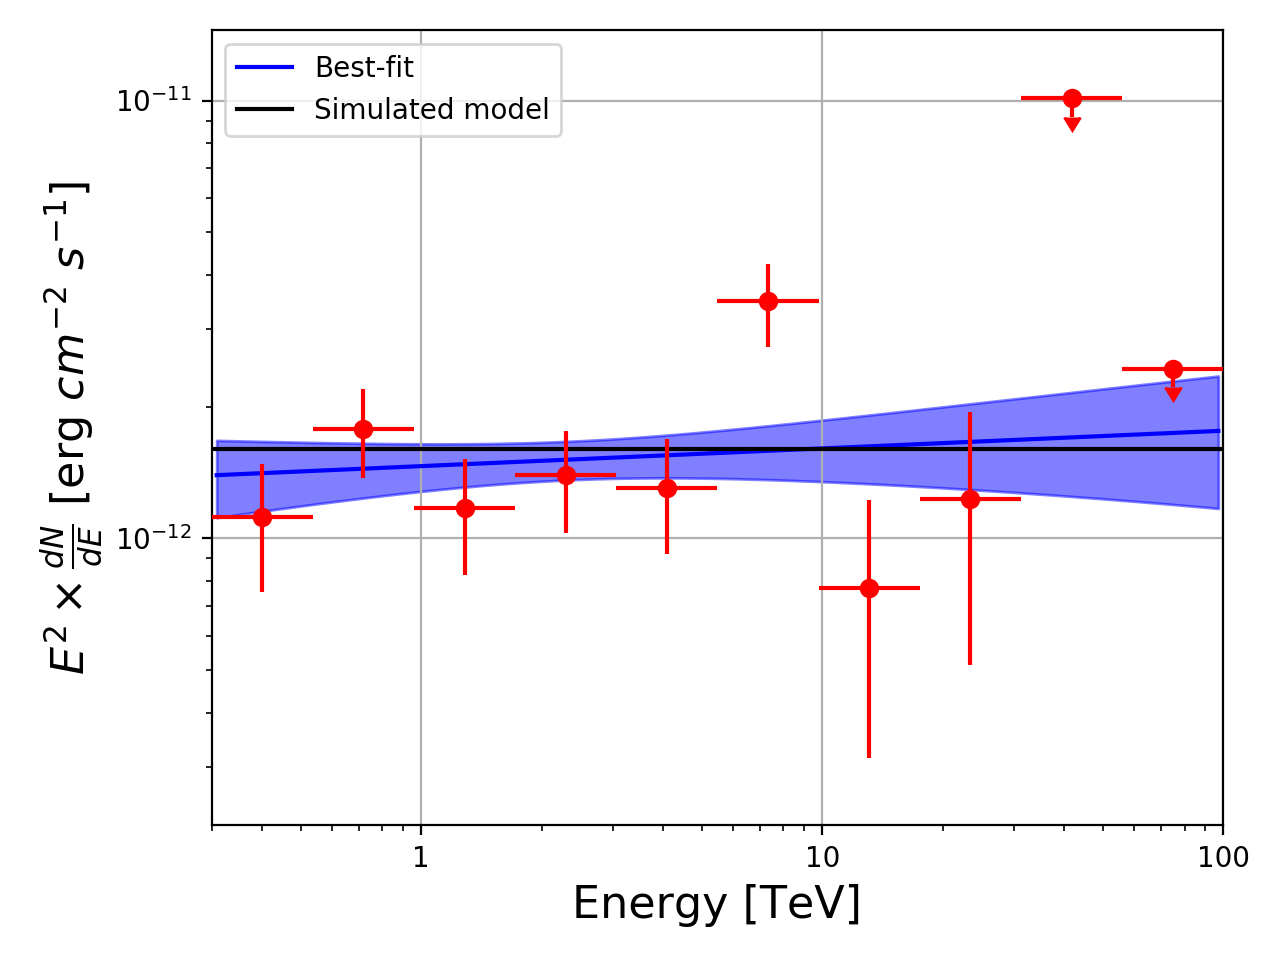 Best-fit
Simulated model
10⁻¹¹
10⁻¹²
E² × dN/dE [erg cm⁻² s⁻¹]
1 10 100
Energy [TeV]